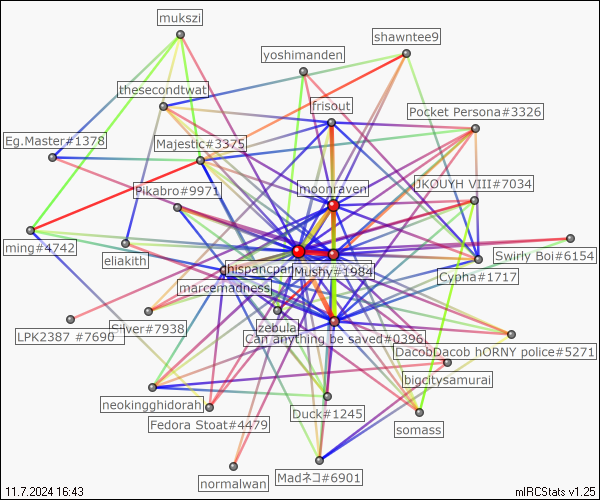 mukszi
shawntee9
yoshimanden
thesecondtwat
frisout
Pocket Persona#3326
Eg.Master#1378
Majestic#3375
Pikabro#9971
moonraven
JKOUYH VIII#7034
ming#4742
eliakith
Swirly Boi#6154
hispancpan
Mushy#1984
Cypha#1717
marcemadness
LPK2387 #7690
Silver#7938
zebula
Can anything be saved#0396
DacobDacob hORNY police#5271
bigcitysamurai
neokingghidorah
Fedora Stoat#4479
Duck#1245
somass
normalwan
Madネコ#6901
11.7.2024 16:43
mIRCStats v1.25